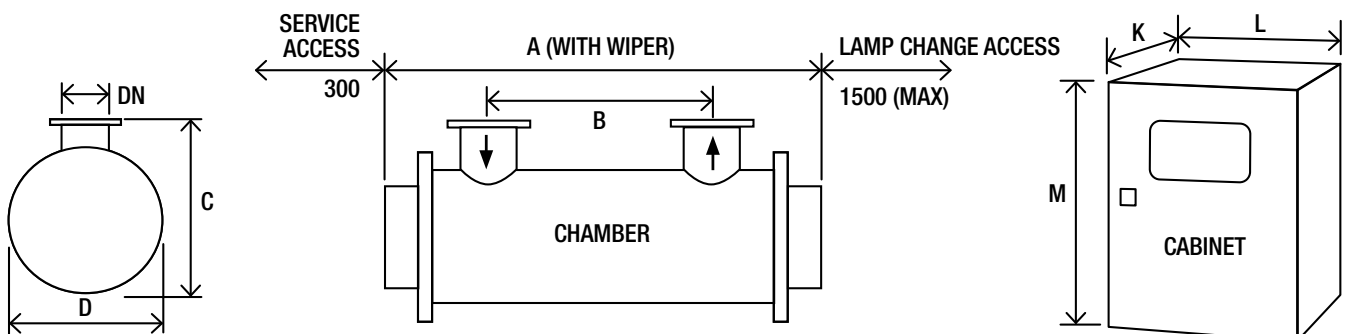 SERVICE
ACCESS
300
A (WITH WIPER)
LAMP CHANGE ACCESS
1500 (MAX)
K
L
DN
B
C
M
CHAMBER
CABINET
D